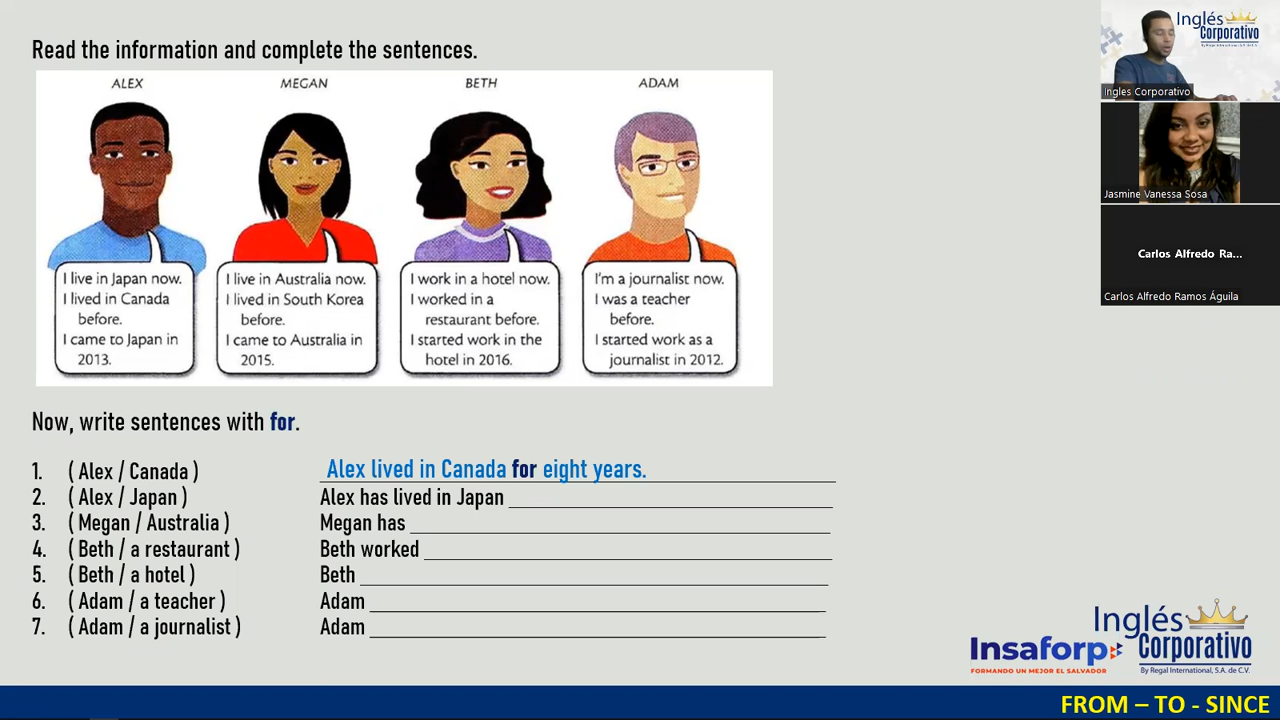 Read the information and complete the sentences.
ALEX MEGAN BETH ADAM
I live in Japan now.
I lived in Canada
before.
I came to Japan in
2013.
I live in Australia now.
I lived in South Korea
before.
I came to Australia in
2015.
I work in a hotel now.
I worked in a
restaurant before.
I started work in the
hotel in 2016.
I'm a journalist now.
I was a teacher
before.
I started work as a
journalist in 2012.
Now, write sentences with for.
1. ( Alex / Canada ) Alex lived in Canada for eight years.
2. ( Alex / Japan ) Alex has lived in Japan
3. ( Megan / Australia ) Megan has
4. ( Beth / a restaurant ) Beth worked
5. ( Beth / a hotel ) Beth
6. ( Adam / a teacher ) Adam
7. ( Adam / a journalist ) Adam
Inglés
Corporativo
By Regal International, S.A. de C.V.
Ingles Corporativo
Jasmine Vanessa Sosa
Carlos Alfredo Ra...
Carlos Alfredo Ramos Águila
Insaforp
FORMANDO UN MEJOR EL SALVADOR
Inglés
Corporativo
By Regal International, S.A. de C.V.
FROM – TO - SINCE